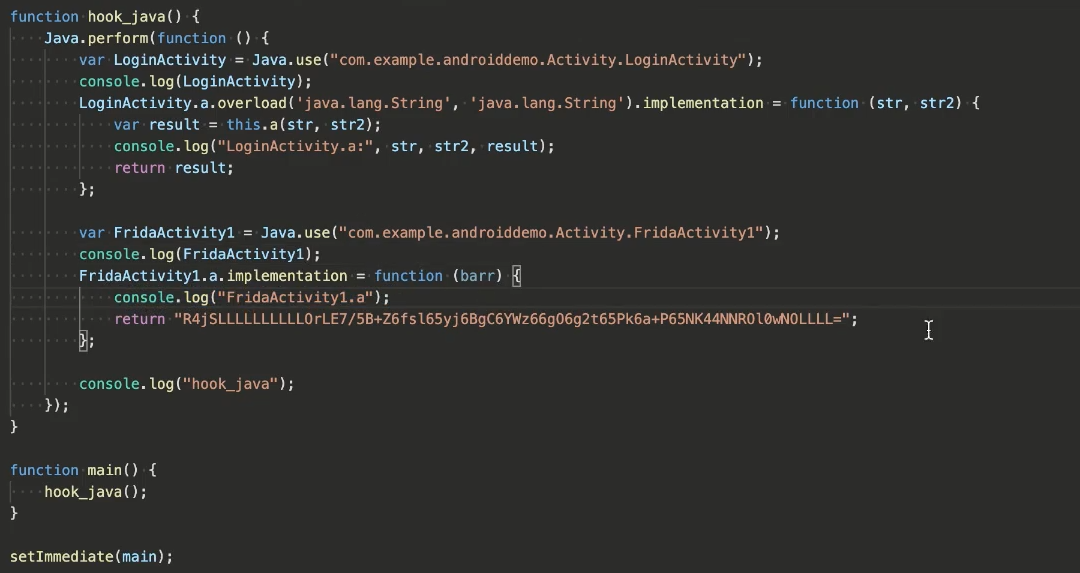 function hook_java() {
    Java.perform(function () {
        var LoginActivity = Java.use("com.example.androiddemo.Activity.LoginActivity");
        console.log(LoginActivity);
        LoginActivity.a.overload('java.lang.String', 'java.lang.String').implementation = function (str, str2) {
            var result = this.a(str, str2);
            console.log("LoginActivity.a:", str, str2, result);
            return result;
        };

        var FridaActivity1 = Java.use("com.example.androiddemo.Activity.FridaActivity1");
        console.log(FridaActivity1);
        FridaActivity1.a.implementation = function (barr) {
            console.log("FridaActivity1.a");
            return "R4jSLLLLLLLLLLOrLE7/5B+Z6fsl65yj6BgC6YWz66gO6g2t65Pk6a+P65NK44NNROl0wNOLLLL=";
        };

        console.log("hook_java");
    });
}

function main() {
    hook_java();
}

setImmediate(main);